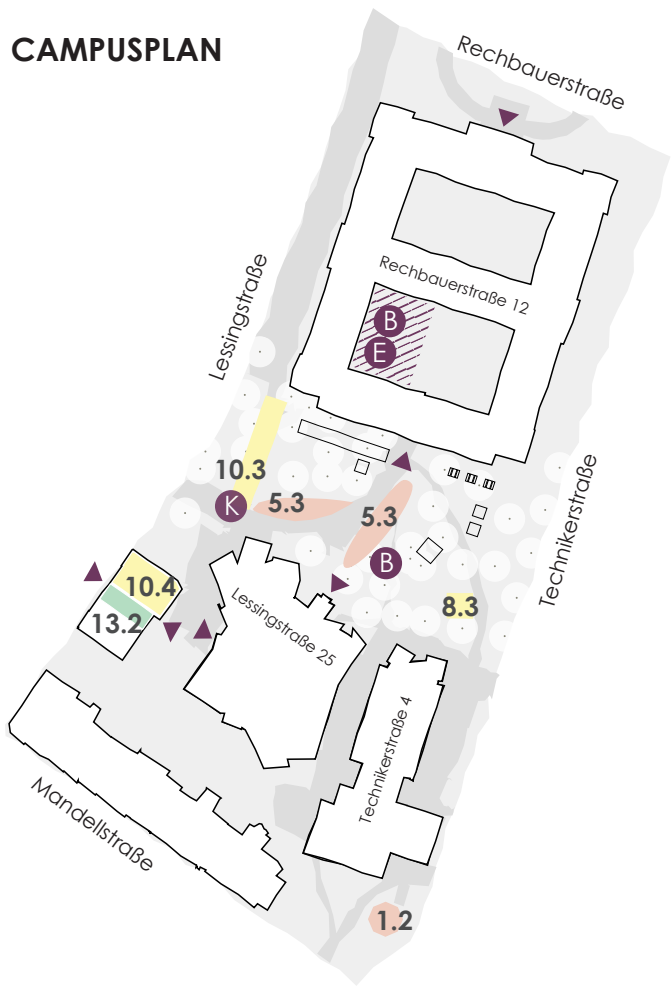 CAMPUSPLAN
Rechbauerstraße
Lessingstraße
Rechbauerstraße 12
B
E
10.3
K
5.3
5.3
B
Technikerstraße
10.4
13.2
8.3
Lessingstraße 25
Technikerstraße 4
Mandellstraße
1.2